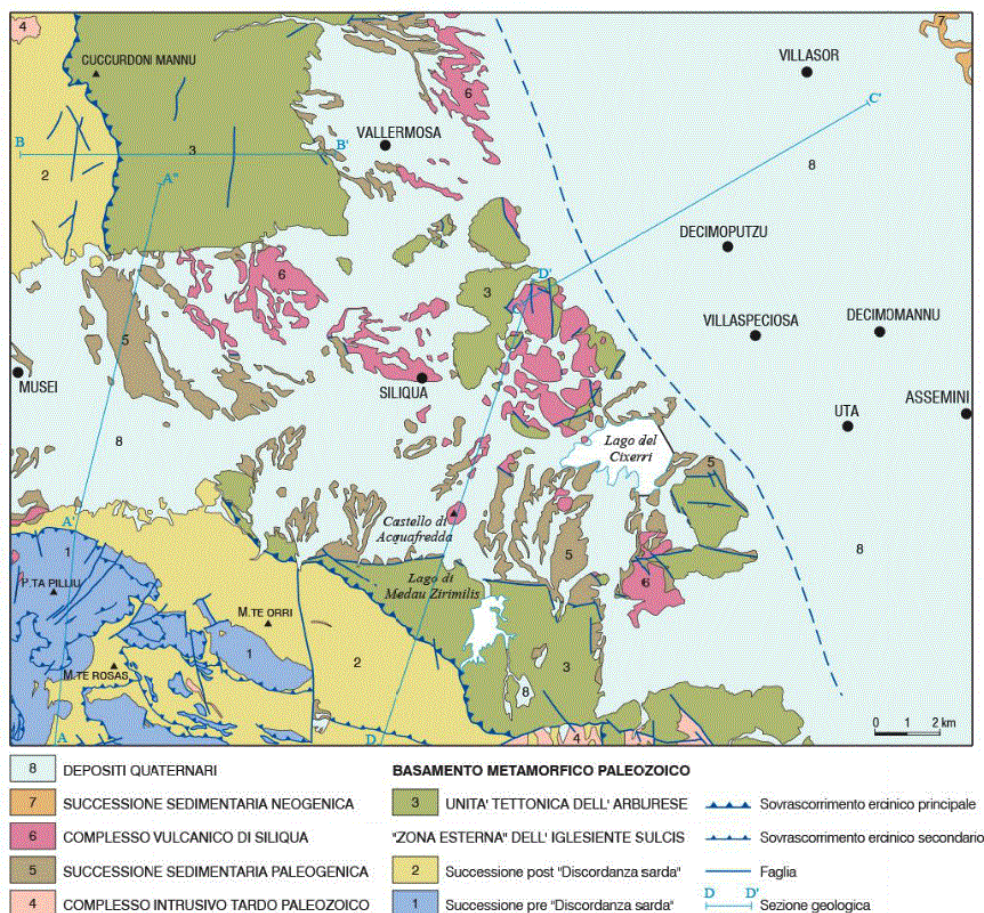 4
7
CUCCURDONI MANNU
VILLASOR
6
C'
VALLERMOSA
B
3
B'
8
2
A"
DECIMOPUTZU
6
D'
3
5
VILLASPECIOSA
DECIMOMANNU
MUSEI
SILIQUA
ASSEMINI
UTA
8
Lago del
Cixerri
5
A'
Castello di
Acquafredda
1
5
8
P.TA PILLIU
Lago di
Medau Zirimilis
6
M.TE ORRI
1
2
3
M.TE ROSAS
8
0 1 2 km
A
D
4
8 DEPOSITI QUATERNARI
7 SUCCESSIONE SEDIMENTARIA NEOGENICA
6 COMPLESSO VULCANICO DI SILIQUA
5 SUCCESSIONE SEDIMENTARIA PALEOGENICA
4 COMPLESSO INTRUSIVO TARDO PALEOZOICO
BASAMENTO METAMORFICO PALEOZOICO
3 UNITA' TETTONICA DELL' ARBURESE
"ZONA ESTERNA" DELL' IGLESIENTE SULCIS
2 Successione post "Discordanza sarda"
1 Successione pre "Discordanza sarda"
Sovrascorrimento ercinico principale
Sovrascorrimento ercinico secondario
Faglia
D D'
Sezione geologica